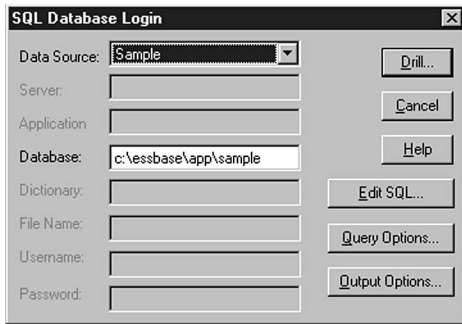 SQL Database Login
Data Source: Sample
Drill...
Server:
Cancel
Application
Help
Database: c:\essbase\app\sample
Dictionary:
Edit SQL...
File Name:
Query Options...
Username:
Output Options...
Password: